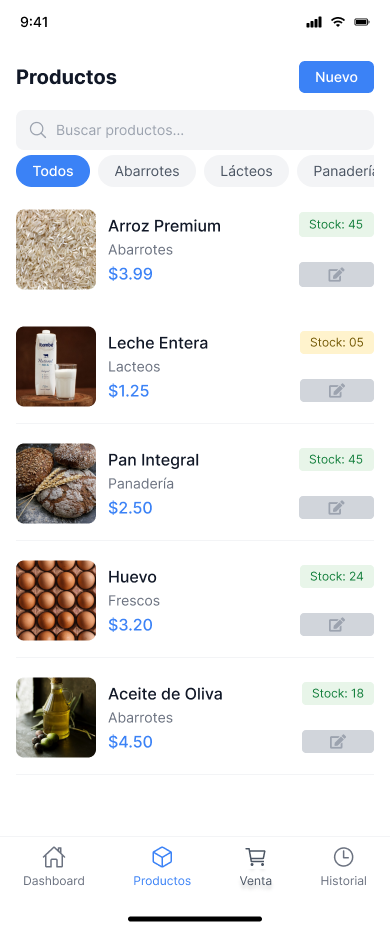 9:41
Productos
Nuevo
Buscar productos...
Todos
Abarrotes
Lácteos
Panadería
Arroz Premium
Stock: 45
Abarrotes
$3.99
Leche Entera
Stock: 05
Lacteos
$1.25
Pan Integral
Stock: 45
Panadería
$2.50
Huevo
Stock: 24
Frescos
$3.20
Aceite de Oliva
Stock: 18
Abarrotes
$4.50
Dashboard
Productos
Venta
Historial